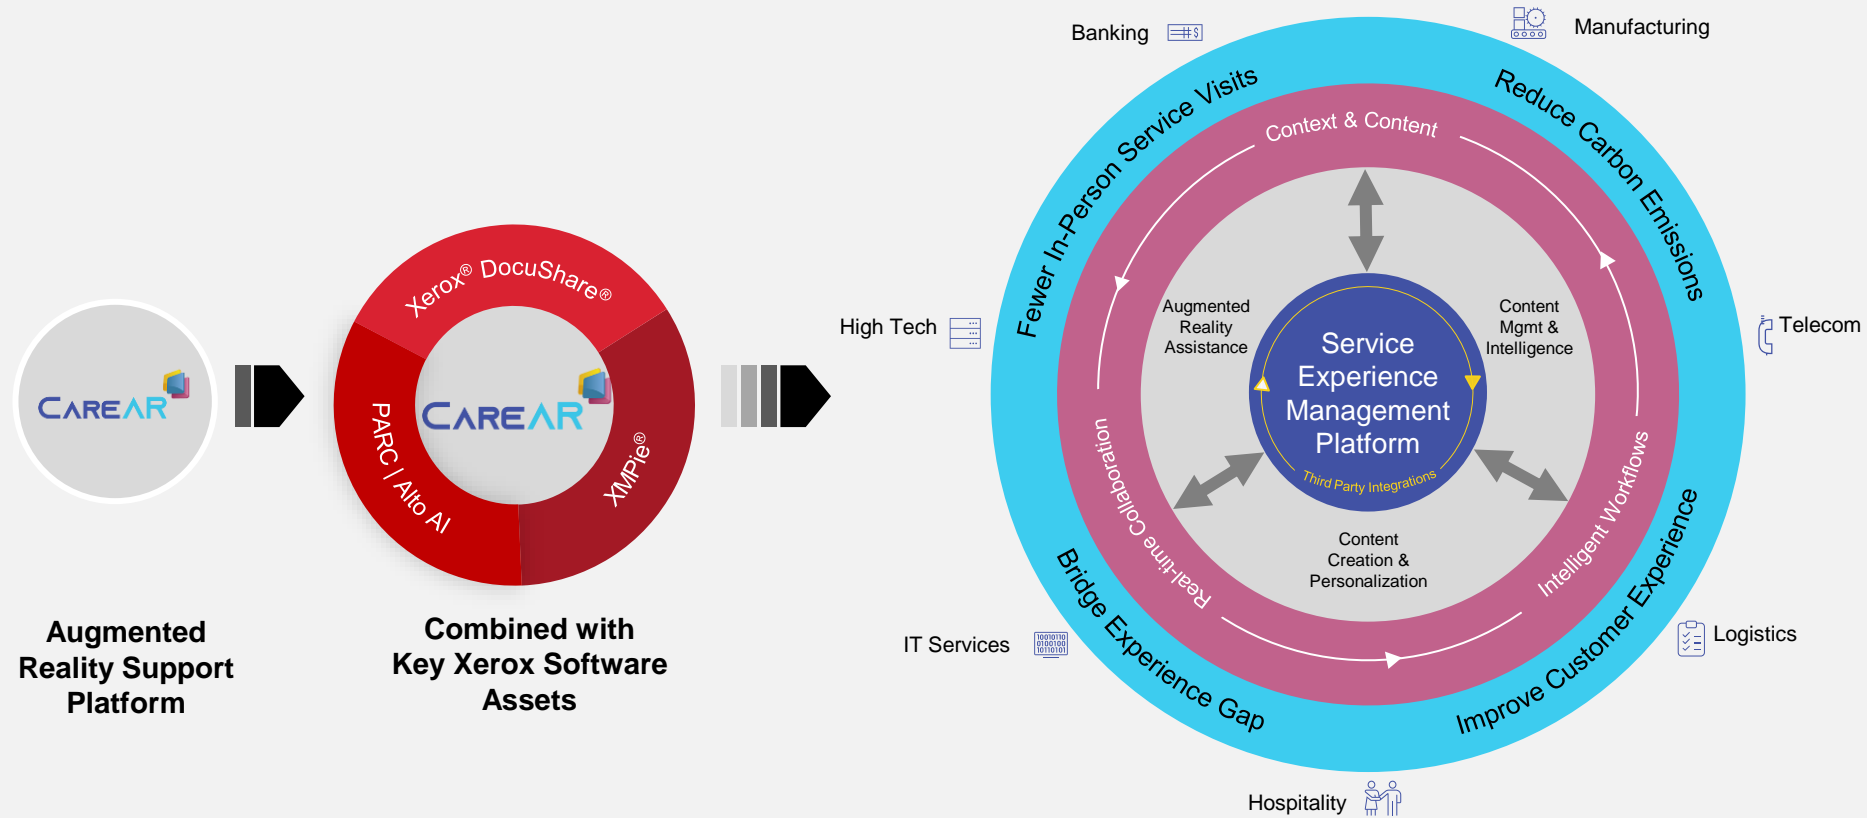 CAREAR
Augmented
Reality Support
Platform
Xerox® DocuShare®
PARC | Alto AI
XMPie®
CAREAR
Combined with
Key Xerox Software
Assets
Banking
Manufacturing
High Tech
Telecom
IT Services
Logistics
Hospitality
Fewer In-Person Service Visits
Reduce Carbon Emissions
Bridge Experience Gap
Improve Customer Experience
Context & Content
Real-time Collaboration
Intelligent Workflows
Augmented
Reality
Assistance
Content
Mgmt &
Intelligence
Content
Creation &
Personalization
Service
Experience
Management
Platform
Third Party Integrations
10010110
0100100
10110101